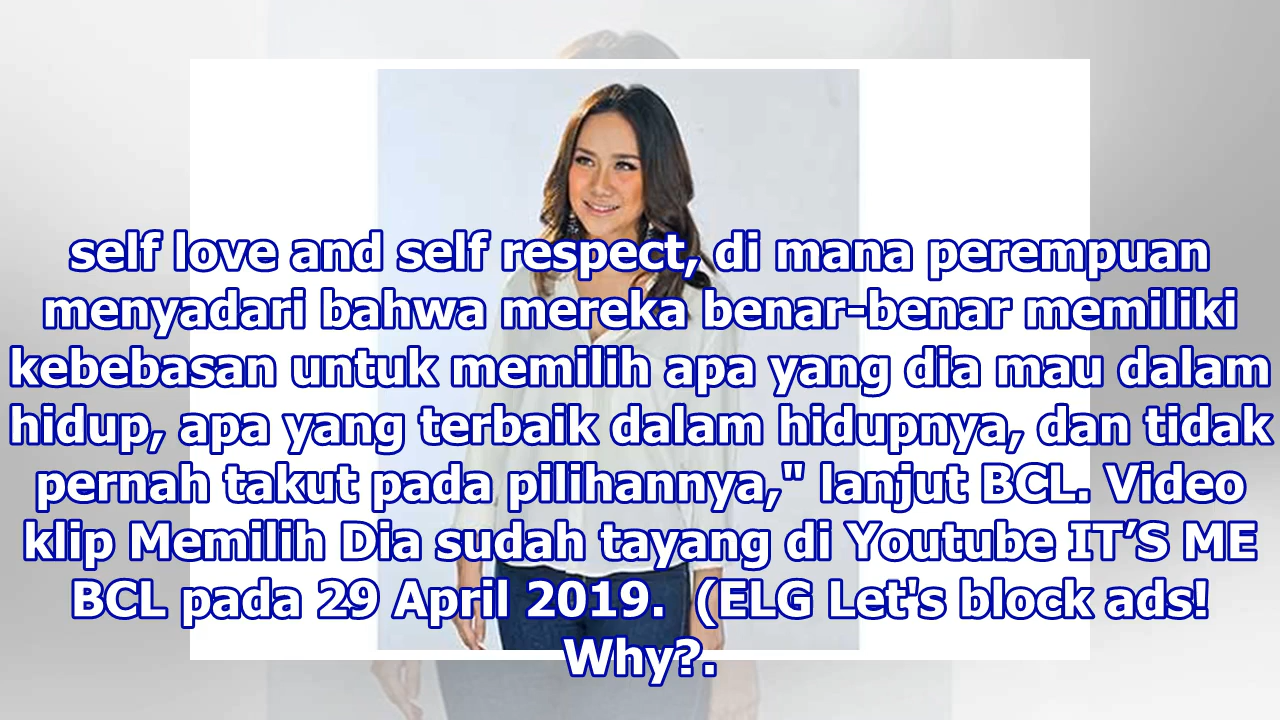 self love and self respect, di mana perempuan
menyadari bahwa mereka benar-benar memiliki
kebebasan untuk memilih apa yang dia mau dalam
hidup, apa yang terbaik dalam hidupnya, dan tidak
pernah takut pada pilihannya," lanjut BCL. Video
klip Memilih Dia sudah tayang di Youtube IT’S ME
BCL pada 29 April 2019.  (ELG Let's block ads!
Why?.